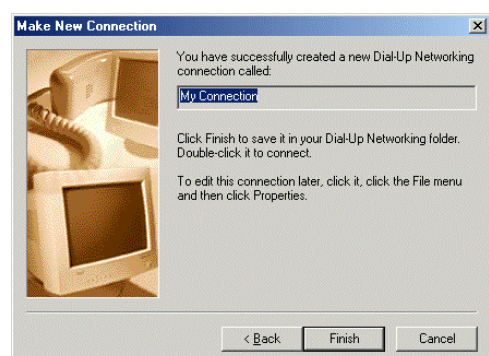 Make New Connection
You have successfully created a new Dial-Up Networking
connection called:
My Connection
Click Finish to save it in your Dial-Up Networking folder.
Double-click it to connect.
To edit this connection later, click it, click the File menu
and then click Properties.
< Back Finish Cancel